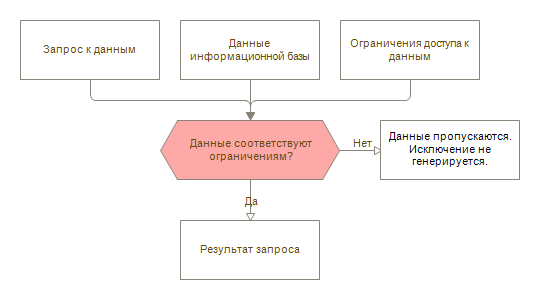 Запрос к данным
Данные
информационной базы
Ограничения доступа к
данным
Данные соответствуют
ограничениям?
Нет
Данные пропускаются.
Исключение не
генерируется.
Да
Результат запроса